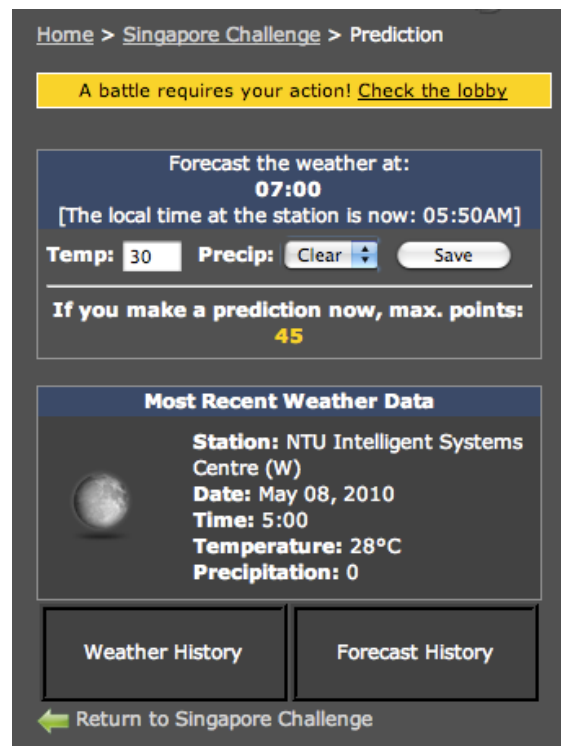 Home > Singapore Challenge > Prediction
A battle requires your action! Check the lobby
Forecast the weather at:
07:00
[The local time at the station is now: 05:50AM]
Temp: 30 Precip: Clear Save
If you make a prediction now, max. points:
45
Most Recent Weather Data
Station: NTU Intelligent Systems
Centre (W)
Date: May 08, 2010
Time: 5:00
Temperature: 28°C
Precipitation: 0
Weather History Forecast History
Return to Singapore Challenge